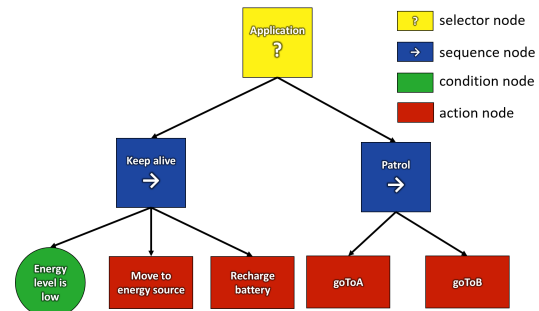 Application
?
? selector node
→ sequence node
condition node
action node
Keep alive
→
Patrol
→
Energy
level is
low
Move to
energy source
Recharge
battery
goToA
goToB